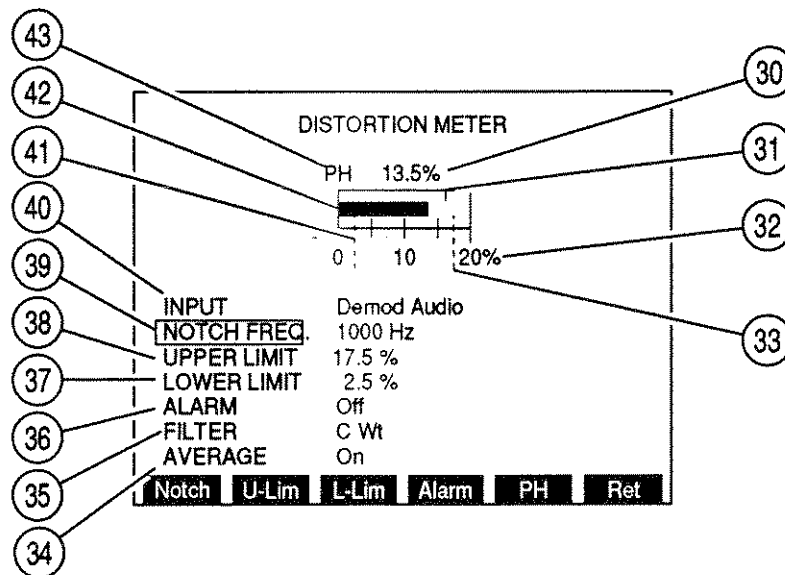 43
42
41
40
39
38
37
36
35
34
30
31
32
33
DISTORTION METER
PH 13.5%
0 10 20%
INPUT Demod Audio
NOTCH FREQ. 1000 Hz
UPPER LIMIT 17.5 %
LOWER LIMIT 2.5 %
ALARM Off
FILTER C Wt
AVERAGE On
Notch U-Lim L-Lim Alarm PH Ret